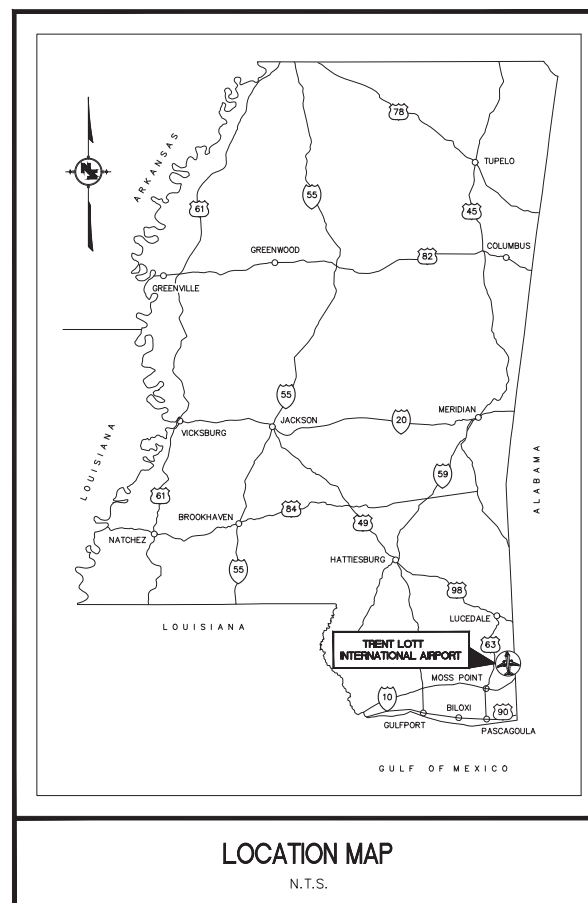 78
TUPELO
ARKANSAS
N
61
55
45
GREENWOOD
COLUMBUS
82
GREENVILLE
55
MERIDIAN
JACKSON
20
VICKSBURG
LOUISIANA
ALABAMA
59
61
84
BROOKHAVEN
49
NATCHEZ
HATTIESBURG
55
98
LUCEDALE
LOUISIANA
63
TRENT LOTT
INTERNATIONAL AIRPORT
MOSS POINT
10
BILOXI
90
GULFPORT
PASCAGOULA
GULF OF MEXICO
LOCATION MAP
N.T.S.